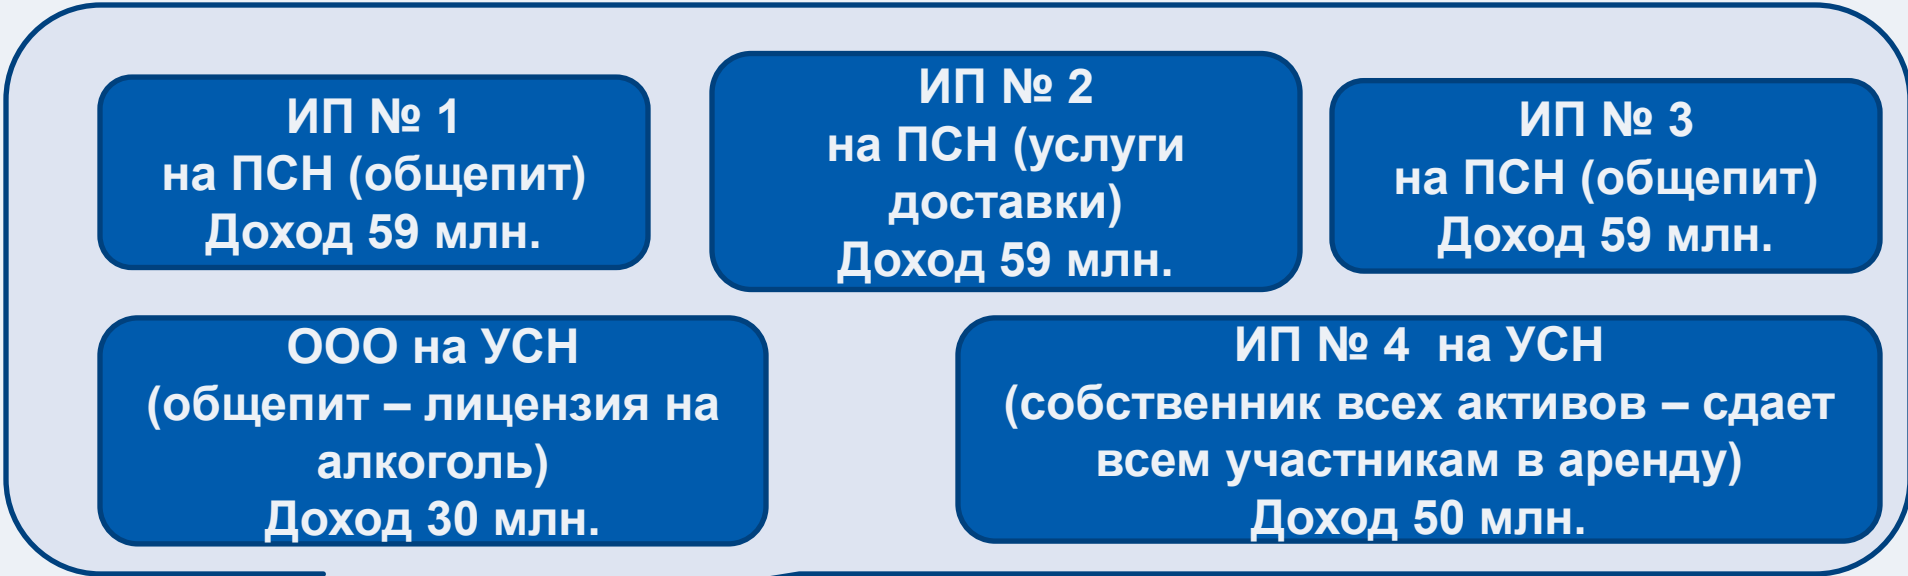 ИП № 1
на ПСН (общепит)
Доход 59 млн.
ИП № 2
на ПСН (услуги
доставки)
Доход 59 млн.
ИП № 3
на ПСН (общепит)
Доход 59 млн.
ООО на УСН
(общепит – лицензия на
алкоголь)
Доход 30 млн.
ИП № 4 на УСН
(собственник всех активов – сдает
всем участникам в аренду)
Доход 50 млн.